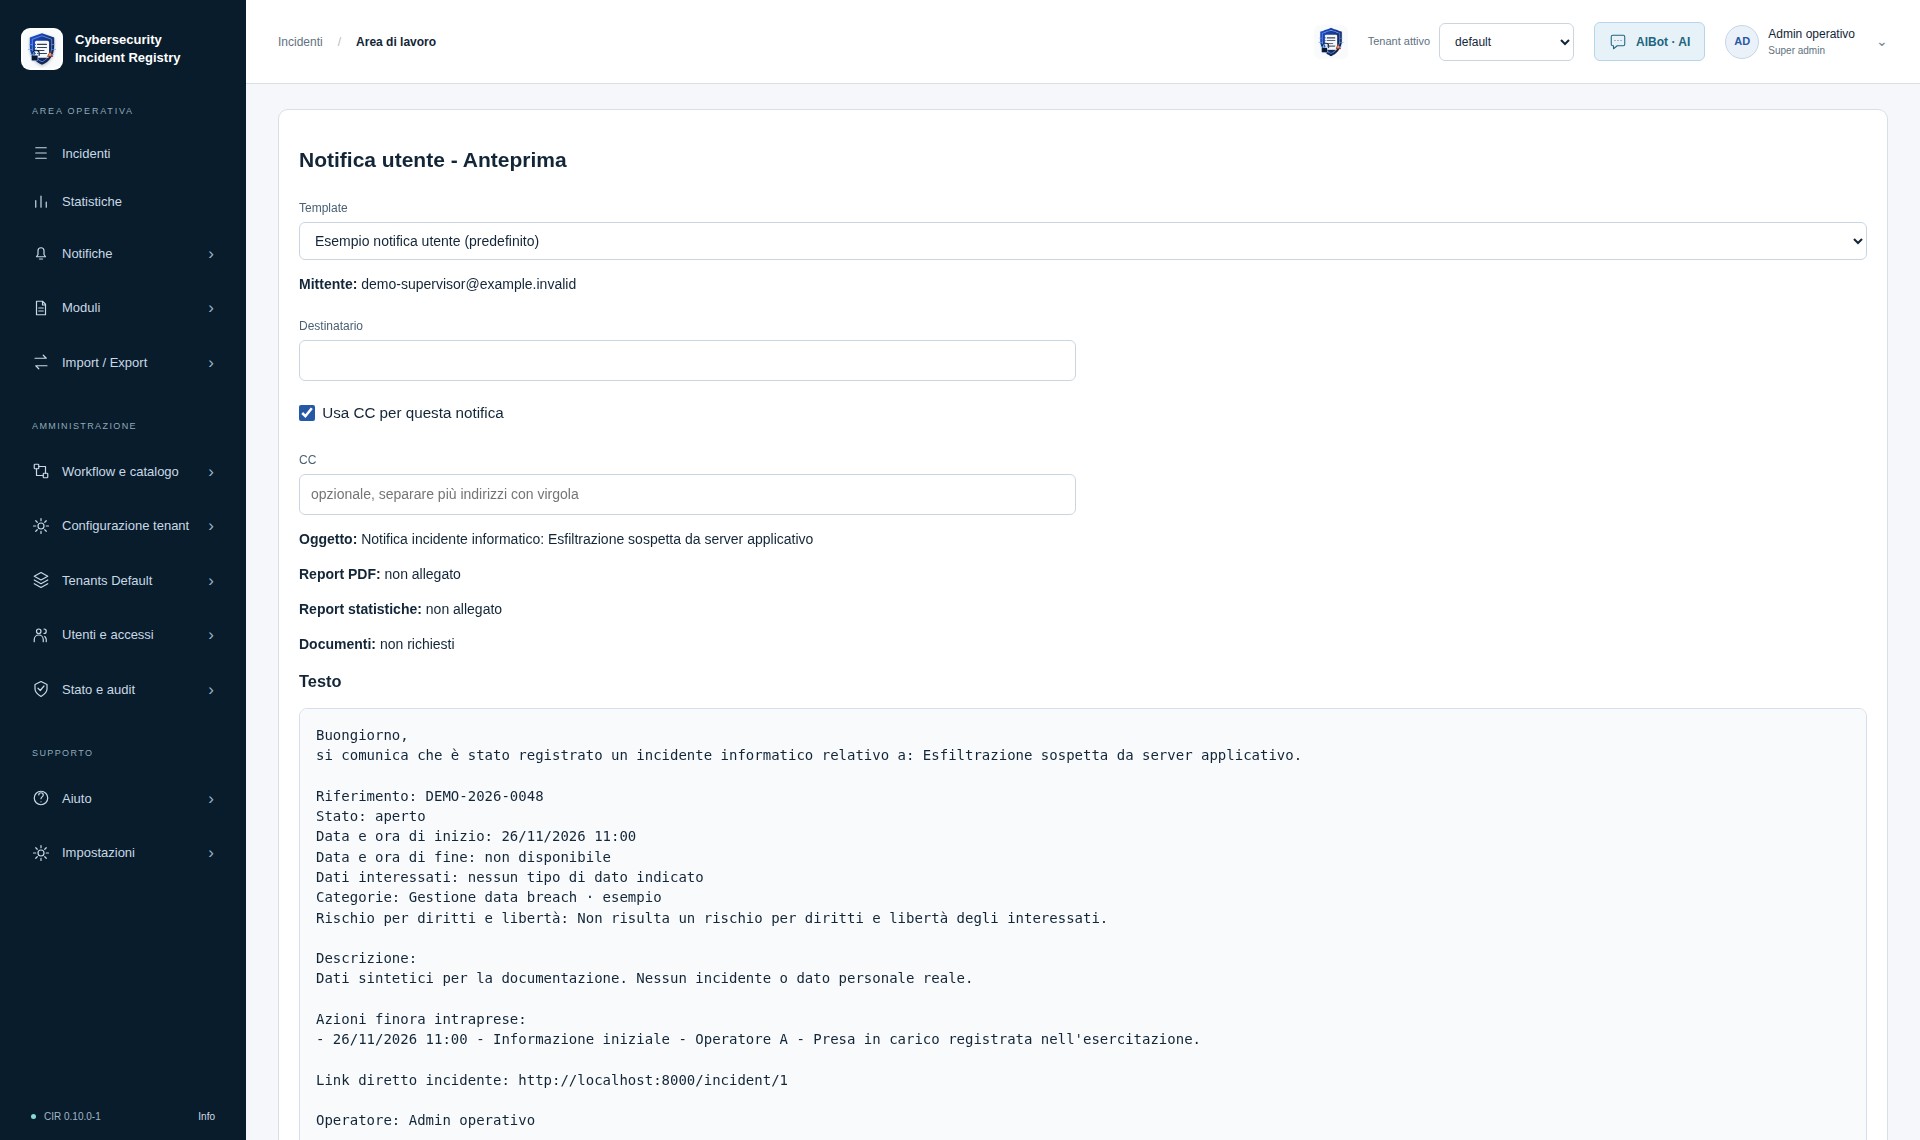 Cybersecurity
Incident Registry
AREA OPERATIVA
Incidenti
Statistiche
Notifiche
Moduli
Import / Export
AMMINISTRAZIONE
Workflow e catalogo
Configurazione tenant
Tenants Default
Utenti e accessi
Stato e audit
SUPPORTO
Aiuto
Impostazioni
CIR 0.10.0-1 Info
Incidenti / Area di lavoro
Tenant attivo default
AIBot · AI
AD
Admin operativo
Super admin
Notifica utente - Anteprima
Template
Esempio notifica utente (predefinito)
Mittente: demo-supervisor@example.invalid
Destinatario
Usa CC per questa notifica
CC
opzionale, separare più indirizzi con virgola
Oggetto: Notifica incidente informatico: Esfiltrazione sospetta da server applicativo
Report PDF: non allegato
Report statistiche: non allegato
Documenti: non richiesti
Testo
Buongiorno,
si comunica che è stato registrato un incidente informatico relativo a: Esfiltrazione sospetta da server applicativo.
Riferimento: DEMO-2026-0048
Stato: aperto
Data e ora di inizio: 26/11/2026 11:00
Data e ora di fine: non disponibile
Dati interessati: nessun tipo di dato indicato
Categorie: Gestione data breach · esempio
Rischio per diritti e libertà: Non risulta un rischio per diritti e libertà degli interessati.
Descrizione:
Dati sintetici per la documentazione. Nessun incidente o dato personale reale.
Azioni finora intraprese:
- 26/11/2026 11:00 - Informazione iniziale - Operatore A - Presa in carico registrata nell'esercitazione.
Link diretto incidente: http://localhost:8000/incident/1
Operatore: Admin operativo